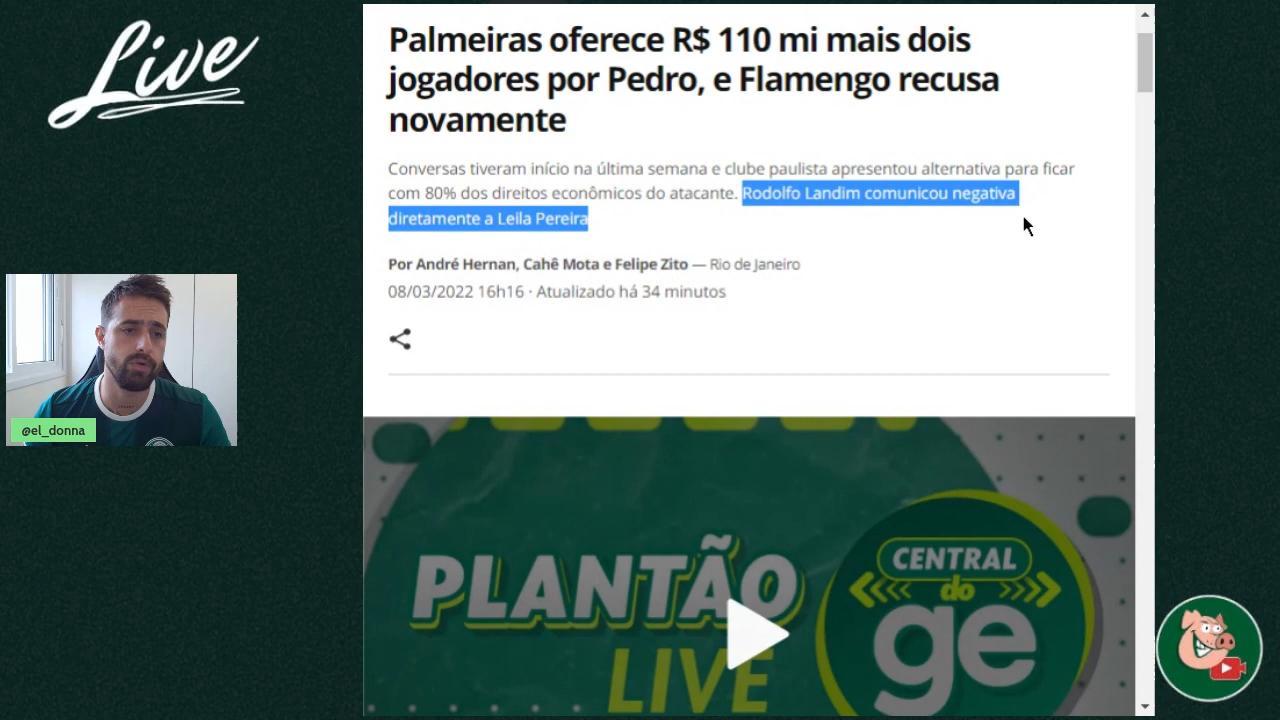 Live
Palmeiras oferece R$ 110 mi mais dois
jogadores por Pedro, e Flamengo recusa
novamente
Conversas tiveram início na última semana e clube paulista apresentou alternativa para ficar
com 80% dos direitos econômicos do atacante. Rodolfo Landim comunicou negativa
diretamente a Leila Pereira
Por André Hernan, Cahê Mota e Felipe Zito — Rio de Janeiro
08/03/2022 16h16 · Atualizado há 34 minutos
@el_donna
PLANTÃO
LIVE
CENTRAL
do
ge